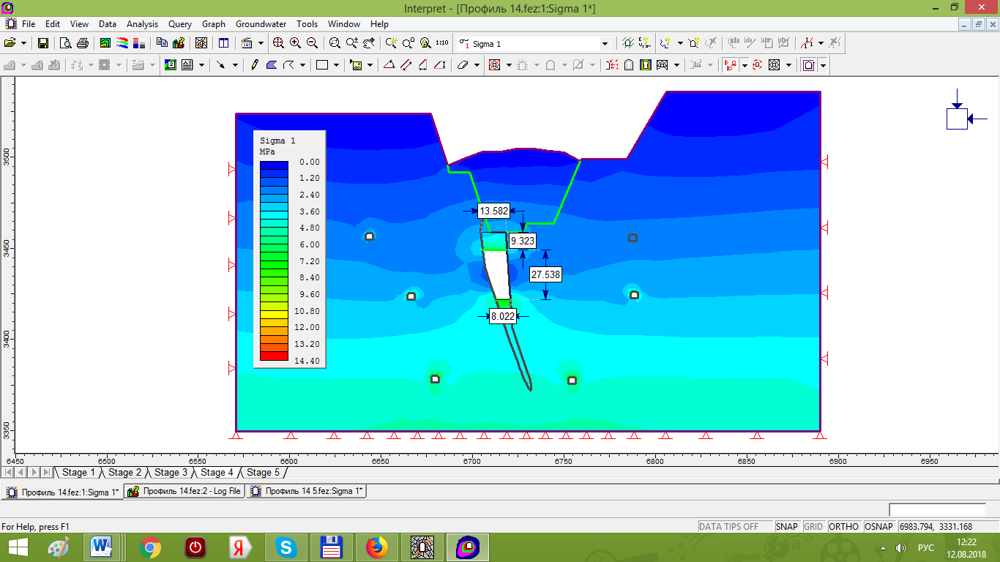 Interpret - [Профиль 14.fez:1:Sigma 1*]
File Edit View Data Analysis Query Graph Groundwater Tools Window Help
1:10
σ1 Sigma 1
Sigma 1
MPa
0.00
1.20
2.40
3.60
4.80
6.00
7.20
8.40
9.60
10.80
12.00
13.20
14.40
13.582
9.323
27.538
8.022
3500
3450
3400
3350
6450 6500 6550 6600 6650 6700 6750 6800 6850 6900 6950
Stage 1 Stage 2 Stage 3 Stage 4 Stage 5
Профиль 14.fez:1:Sigma 1* Профиль 14.fez:2 - Log File Профиль 14 5.fez:Sigma 1*
For Help, press F1 DATA TIPS OFF SNAP GRID ORTHO OSNAP 6983.794, 3331.168
W Я S РУС 12:22
12.08.2018